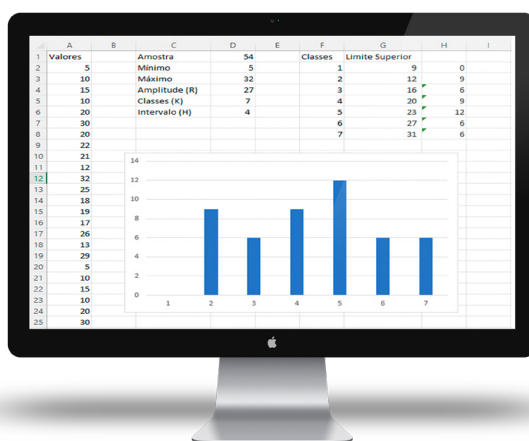 A B C D E F G H I
1 Valores Amostra 54 Classes Limite Superior
2 5 Mínimo 5 1 9 0
3 10 Máximo 32 2 12 9
4 15 Amplitude (R) 27 3 16 6
5 10 Classes (K) 7 4 20 9
6 20 Intervalo (H) 4 5 23 12
7 30 6 27 6
8 20 7 31 6
9 22
10 21
11 12
12 32
13 25
14 18
15 19
16 17
17 26
18 13
19 29
20 5
21 10
22 15
23 10
24 20
25 30
14
12
10
8
6
4
2
0
1 2 3 4 5 6 7